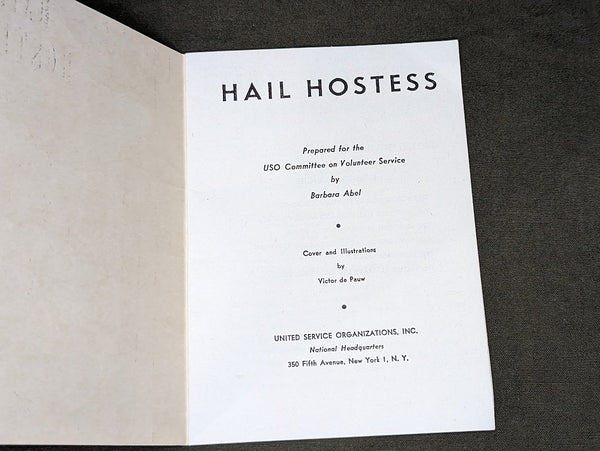 HAIL HOSTESS
Prepared for the
USO Committee on Volunteer Service
by
Barbara Abel
Cover and Illustrations
by
Victor de Pauw
UNITED SERVICE ORGANIZATIONS, INC.
National Headquarters
350 Fifth Avenue, New York 1, N. Y.